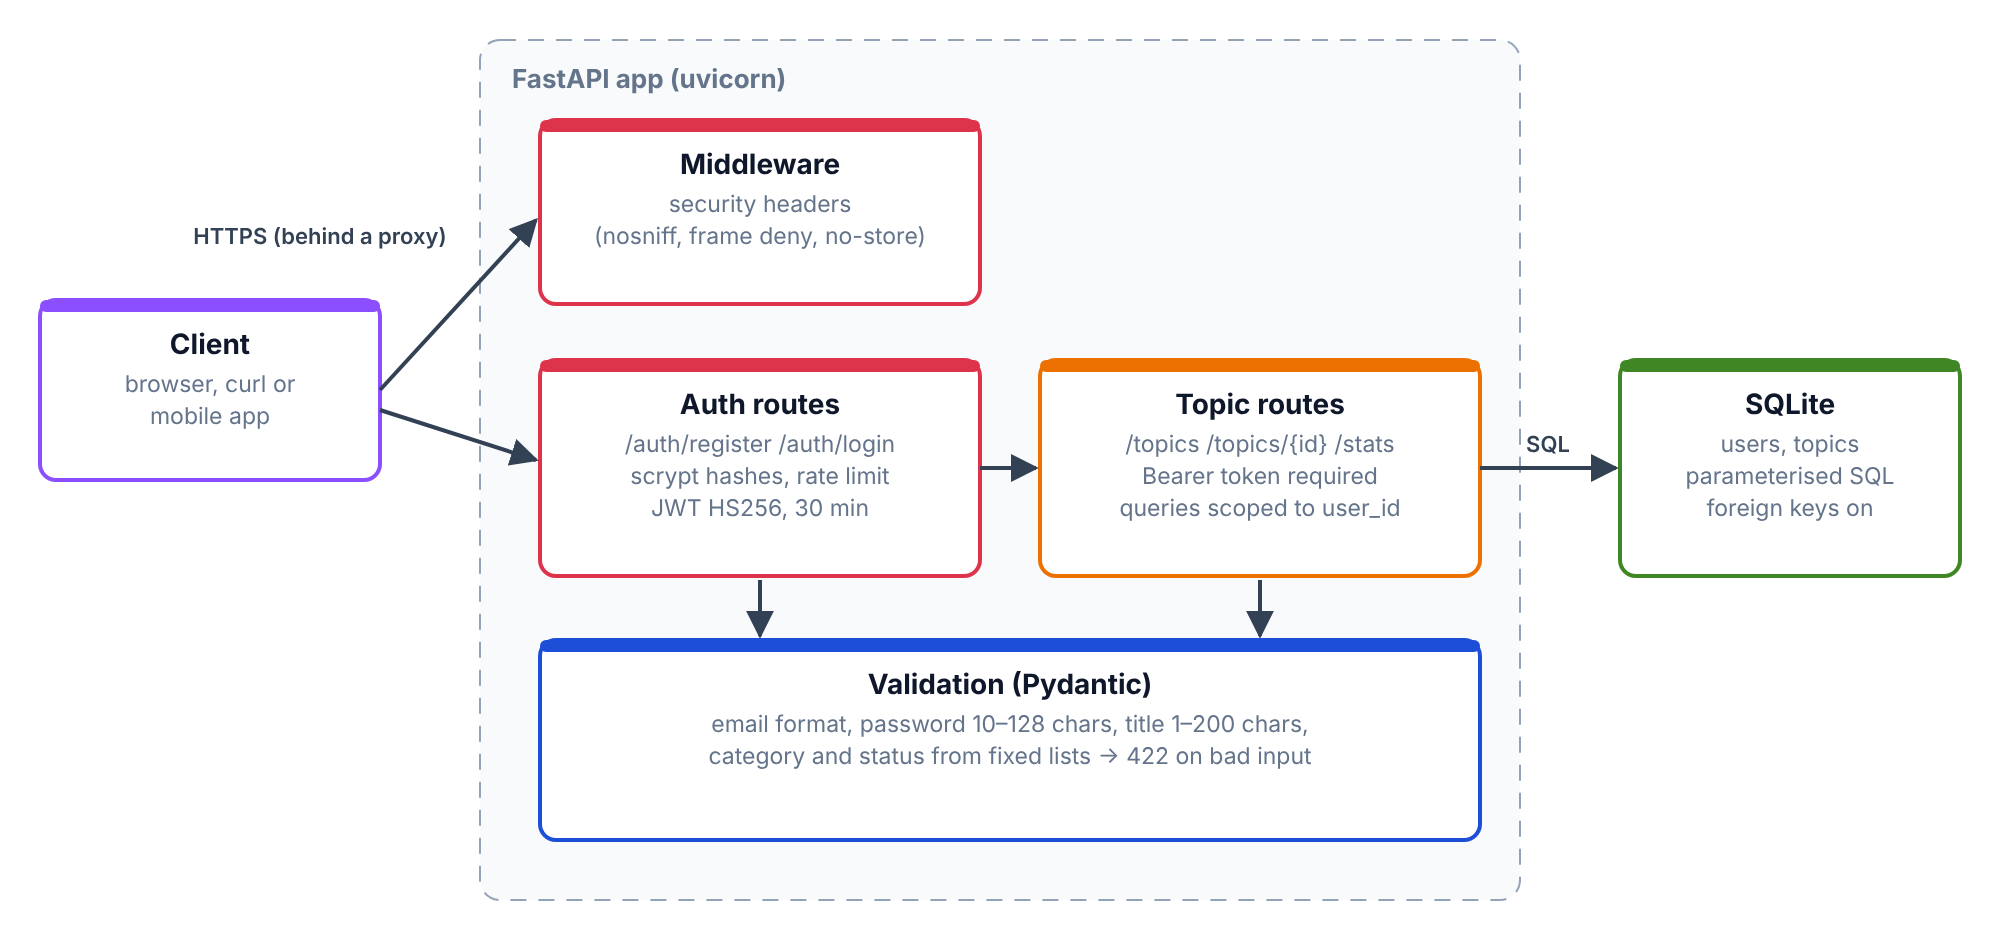 FastAPI app (uvicorn)
Middleware
security headers
(nosniff, frame deny, no-store)
HTTPS (behind a proxy)
Client
browser, curl or
mobile app
Auth routes
/auth/register /auth/login
scrypt hashes, rate limit
JWT HS256, 30 min
Topic routes
/topics /topics/{id} /stats
Bearer token required
queries scoped to user_id
SQL
SQLite
users, topics
parameterised SQL
foreign keys on
Validation (Pydantic)
email format, password 10–128 chars, title 1–200 chars,
category and status from fixed lists → 422 on bad input